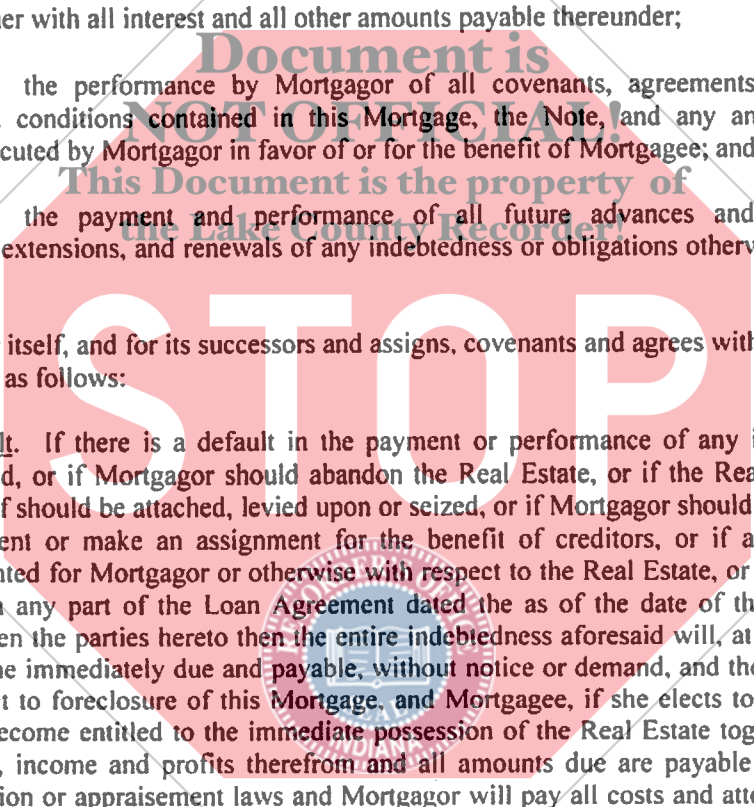 er with all interest and all other amounts payable thereunder;
Document is
the performance by Mortgagor of all covenants, agreements
conditions contained in this Mortgage, the Note, and any an
NOT OFFICIAL!
cuted by Mortgagor in favor of or for the benefit of Mortgagee; and
This Document is the property of
the payment and performance of all future advances and
the Lake County Recorder!
extensions, and renewals of any indebtedness or obligations otherv
STOP
itself, and for its successors and assigns, covenants and agrees with
as follows:
lt. If there is a default in the payment or performance of any i
d, or if Mortgagor should abandon the Real Estate, or if the Rea
f should be attached, levied upon or seized, or if Mortgagor should
ent or make an assignment for the benefit of creditors, or if a
nted for Mortgagor or otherwise with respect to the Real Estate, or
any part of the Loan Agreement dated the as of the date of th
en the parties hereto then the entire indebtedness aforesaid will, at
ne immediately due and payable, without notice or demand, and the
t to foreclosure of this Mortgage, and Mortgagee, if she elects to
ecome entitled to the immediate possession of the Real Estate tog
, income and profits therefrom and all amounts due are payable
tion or appraisement laws and Mortgagor will pay all costs and atto
SEAL
INDIANA